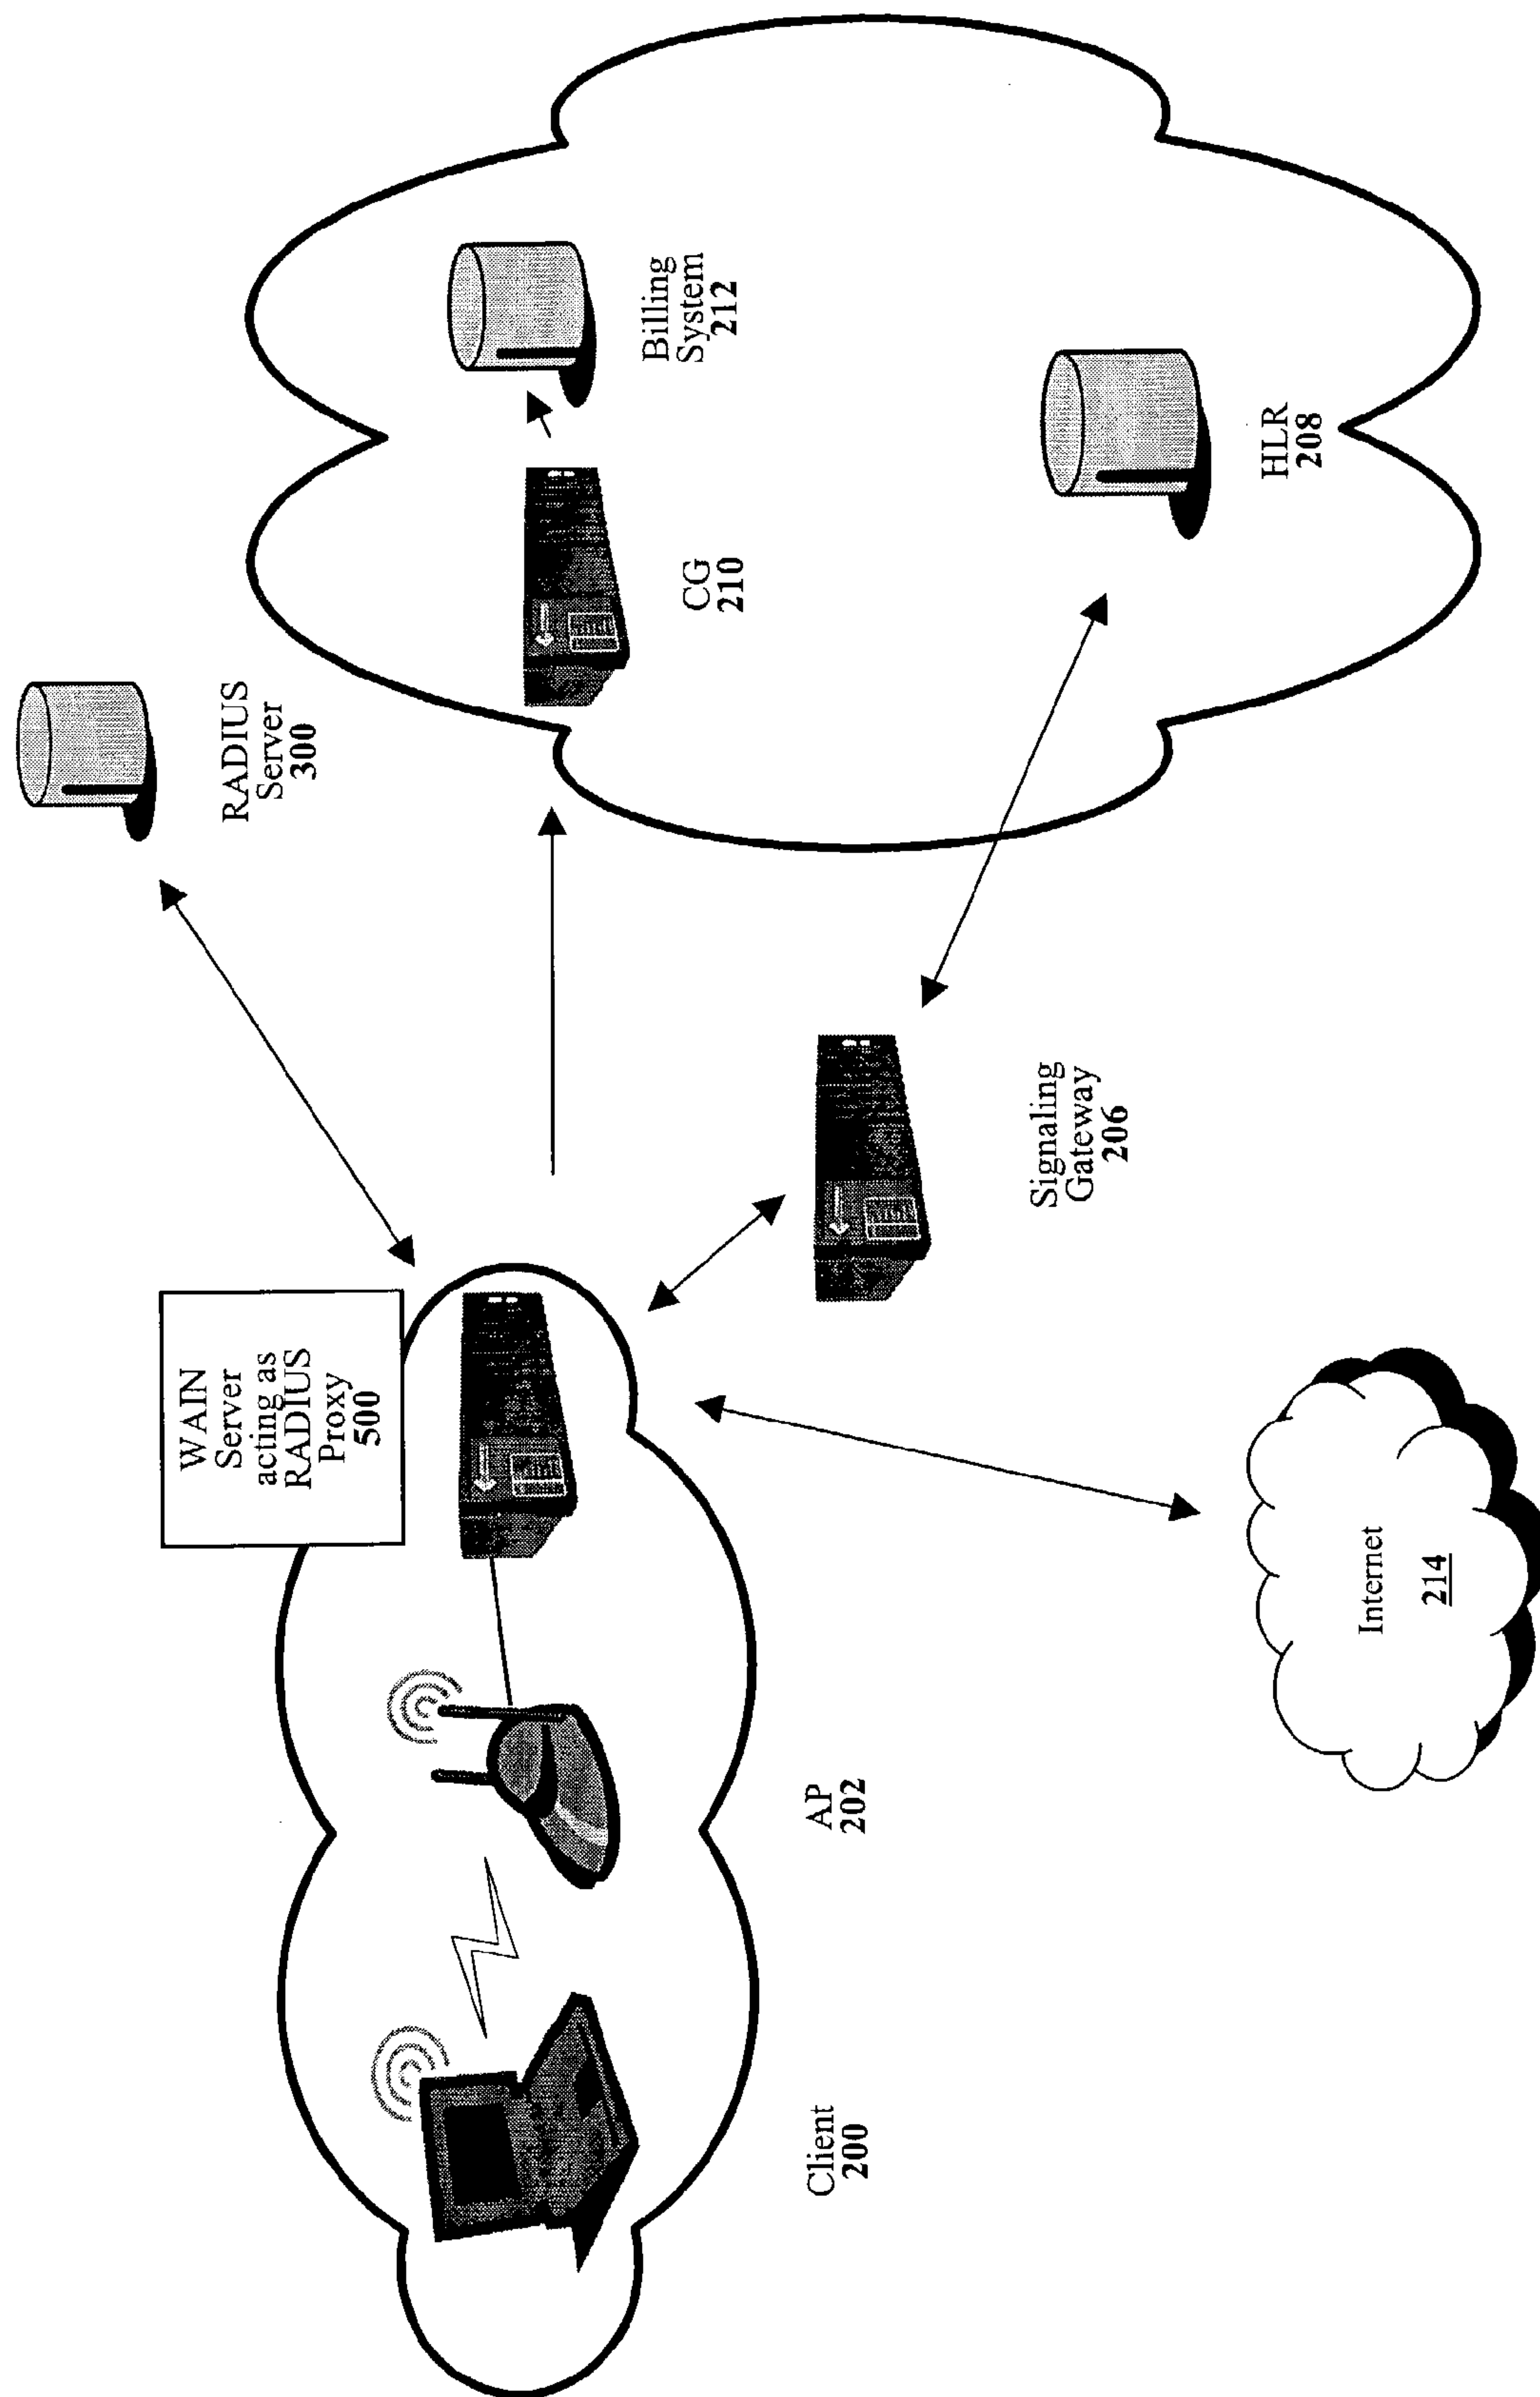 RADIUS
Server
300
WAIN
Server
acting as
RADIUS
Proxy
500
Billing
System
212
CG
210
Client
200
AP
202
Signaling
Gateway
206
HLR
208
Internet
214